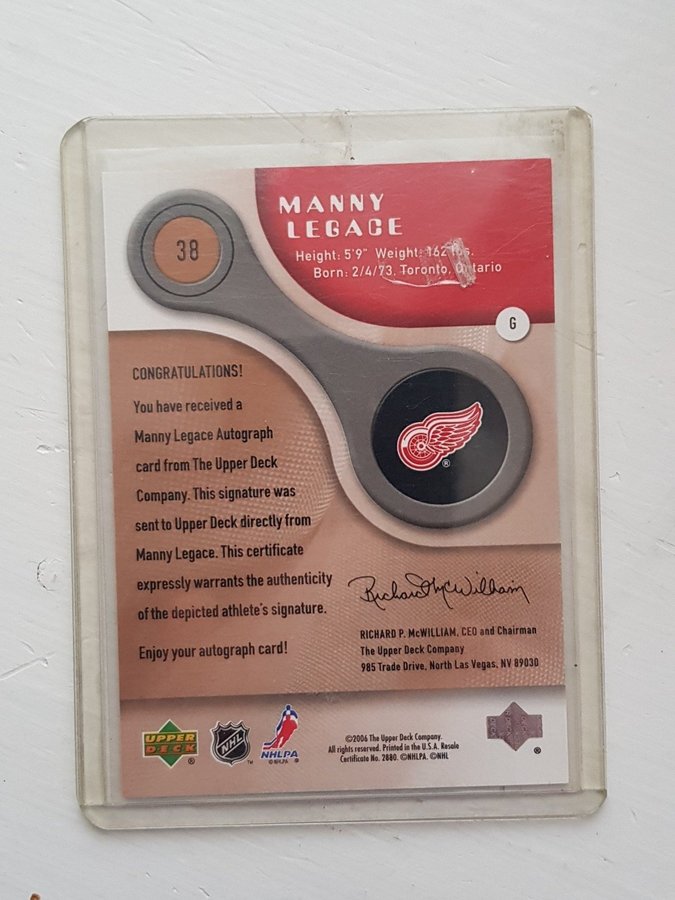 MANNY
LEGACE
Height: 5'9" Weight: 162 lbs.
Born: 2/4/73, Toronto, Ontario
38
G
CONGRATULATIONS!
You have received a
Manny Legace Autograph
card from The Upper Deck
Company. This signature was
sent to Upper Deck directly from
Manny Legace. This certificate
expressly warrants the authenticity
of the depicted athlete's signature.
Enjoy your autograph card!
®
Richard P. McWilliam
RICHARD P. McWILLIAM, CEO and Chairman
The Upper Deck Company
985 Trade Drive, North Las Vegas, NV 89030
UPPER
DECK
®
NHL
™
NHLPA
©NHLPA ®
©2006 The Upper Deck Company.
All rights reserved. Printed in the U.S.A. Resale
Certificate No. 2880. ©NHLPA. ©NHL
®